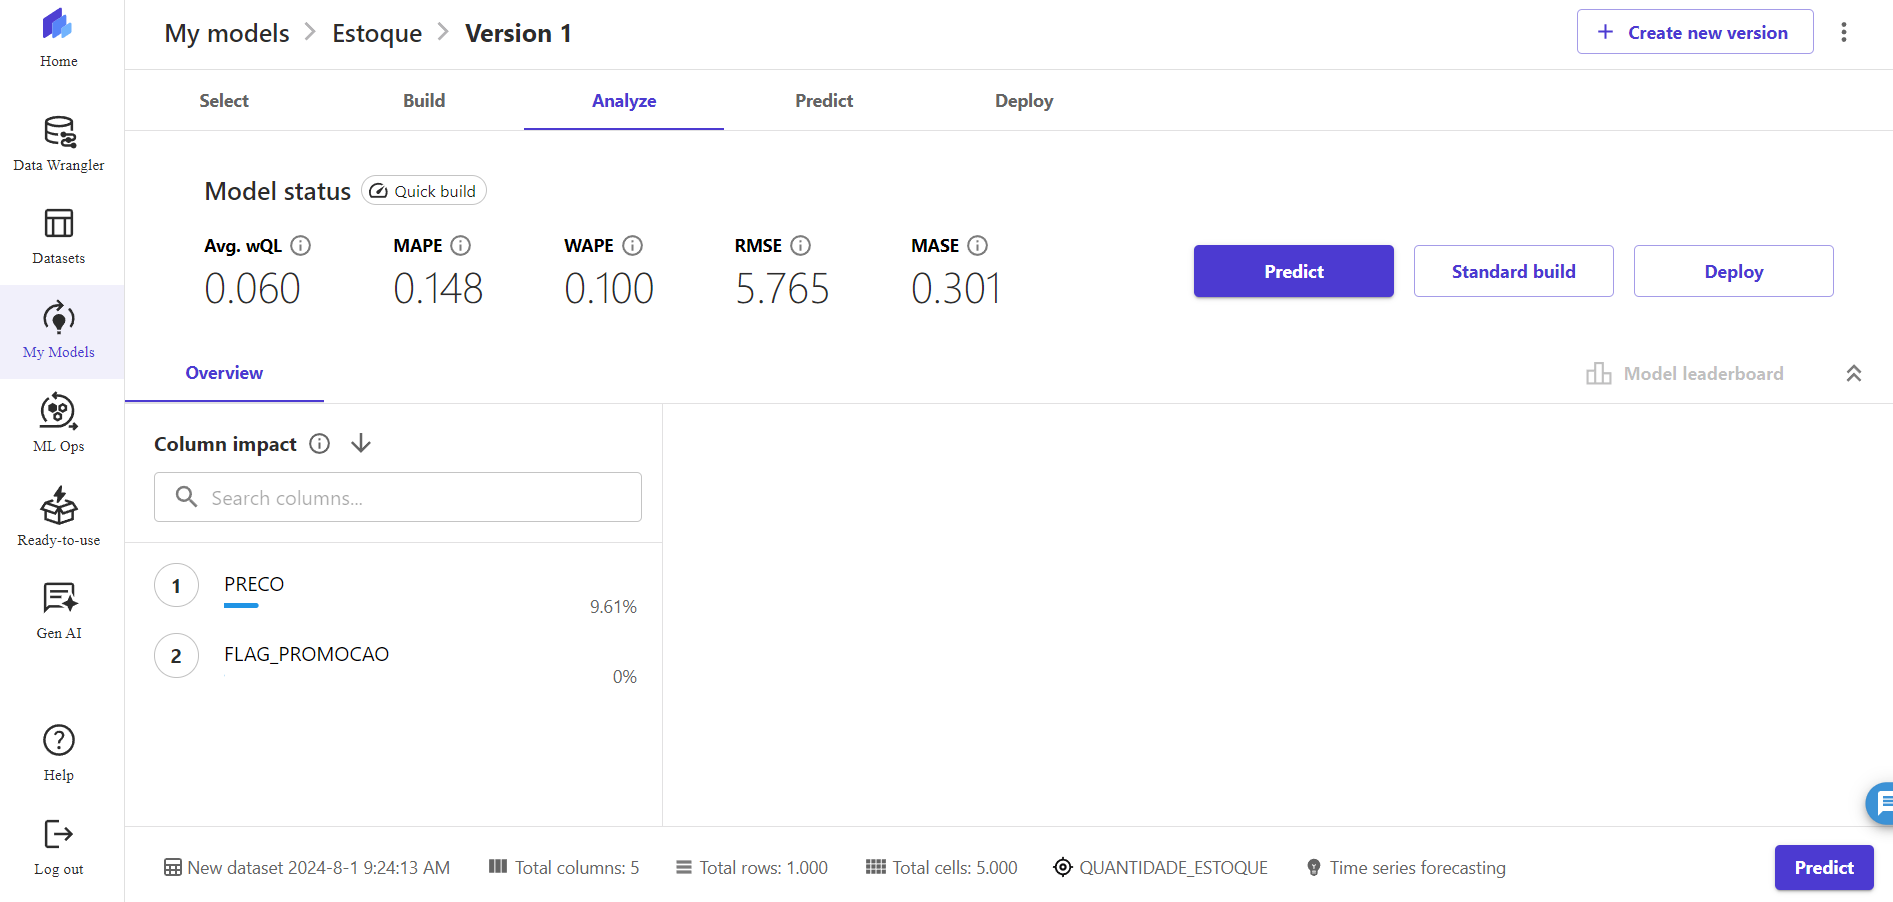 Home
Data Wrangler
Datasets
My Models
ML Ops
Ready-to-use
Gen AI
Help
Log out
My models > Estoque > Version 1
+ Create new version
Select Build Analyze Predict Deploy
Model status Quick build
Avg. wQL MAPE WAPE RMSE MASE
0.060 0.148 0.100 5.765 0.301
Predict Standard build Deploy
Overview
Model leaderboard
Column impact
Search columns...
1 PRECO
9.61%
2 FLAG_PROMOCAO
0%
New dataset 2024-8-1 9:24:13 AM Total columns: 5 Total rows: 1.000 Total cells: 5.000 QUANTIDADE_ESTOQUE Time series forecasting
Predict